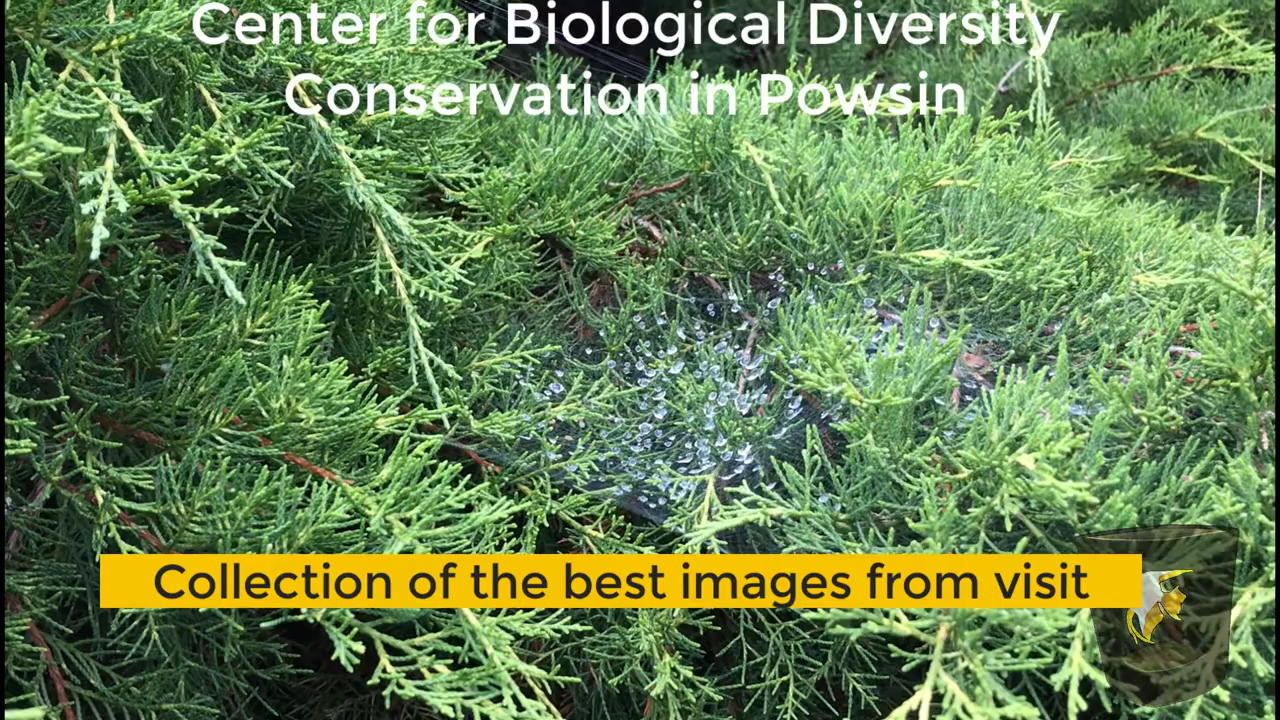 Center for Biological Diversity
Conservation in Powsin
Collection of the best images from visit